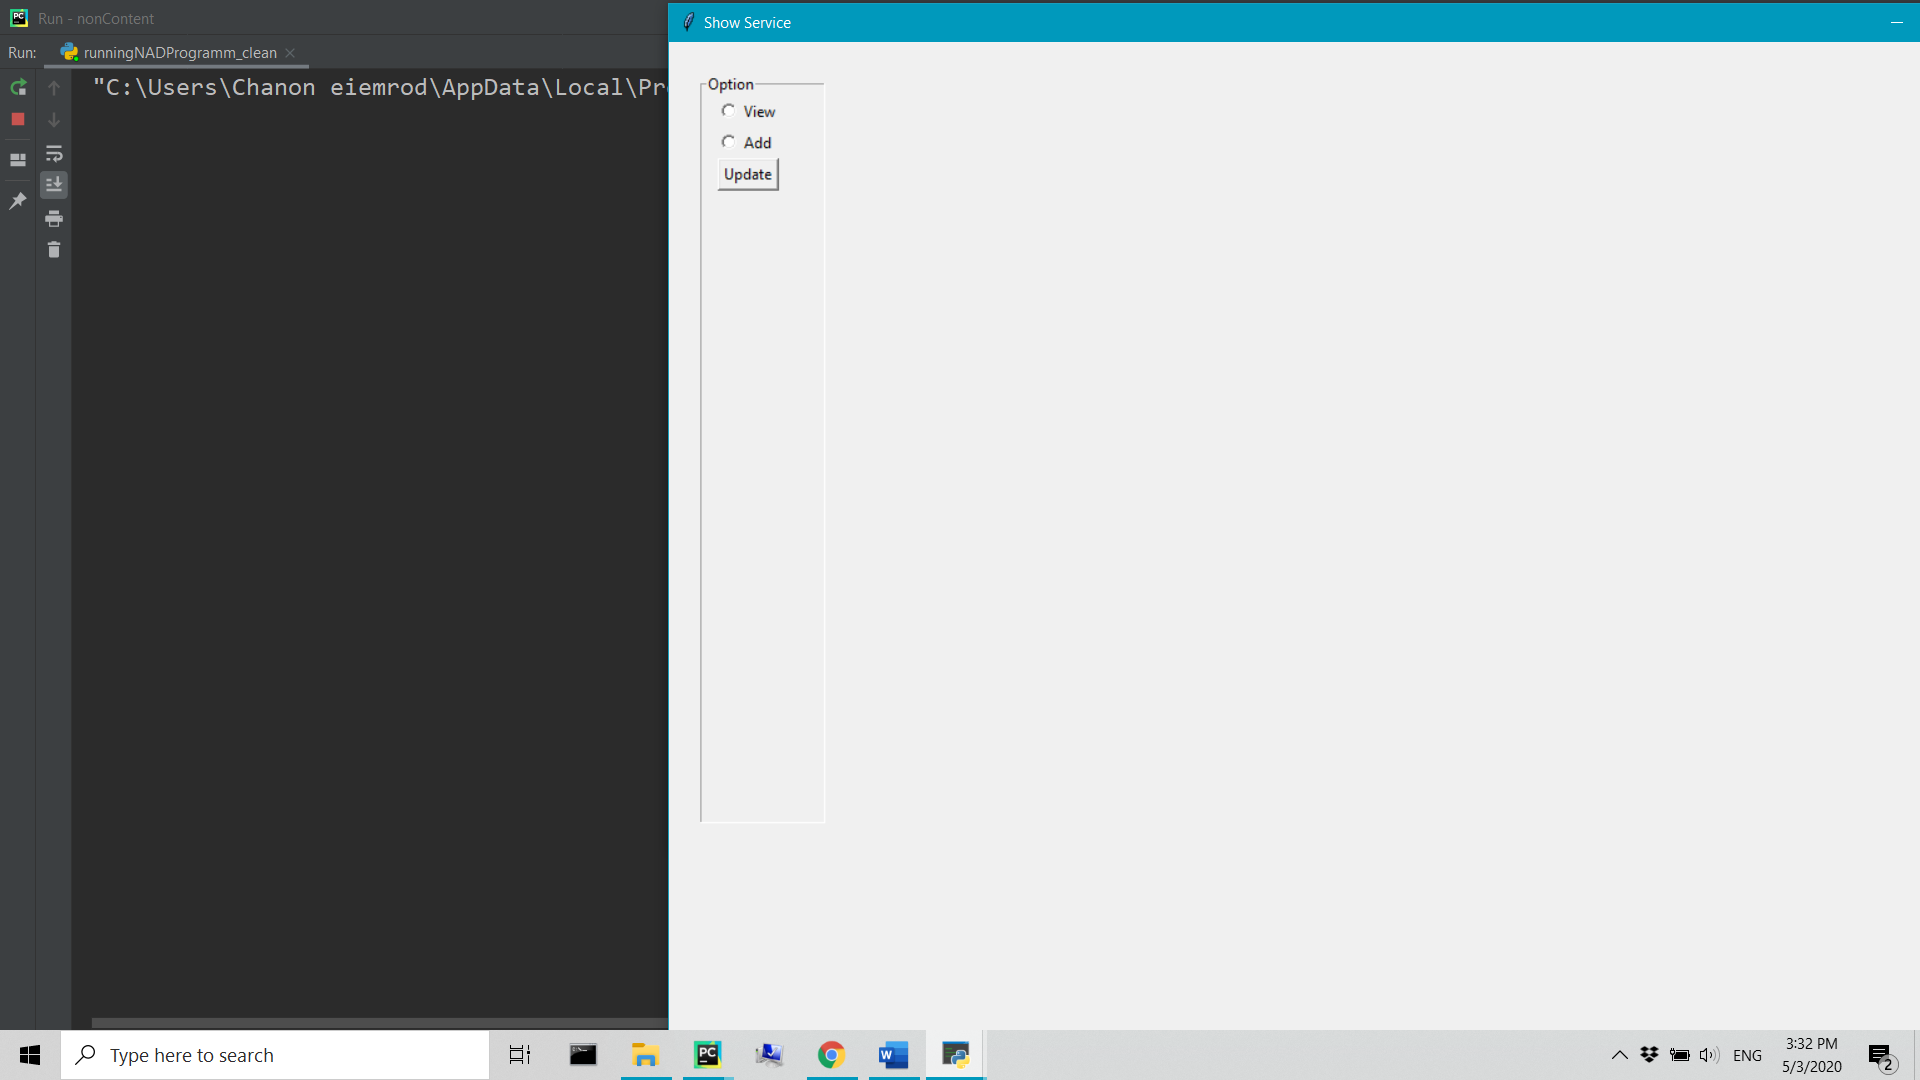 Run - nonContent
Run: runningNADProgramm_clean
"C:\Users\Chanon eiemrod\AppData\Local\Pr
Show Service
Option
View
Add
Update
Type here to search
ENG
3:32 PM
5/3/2020
2